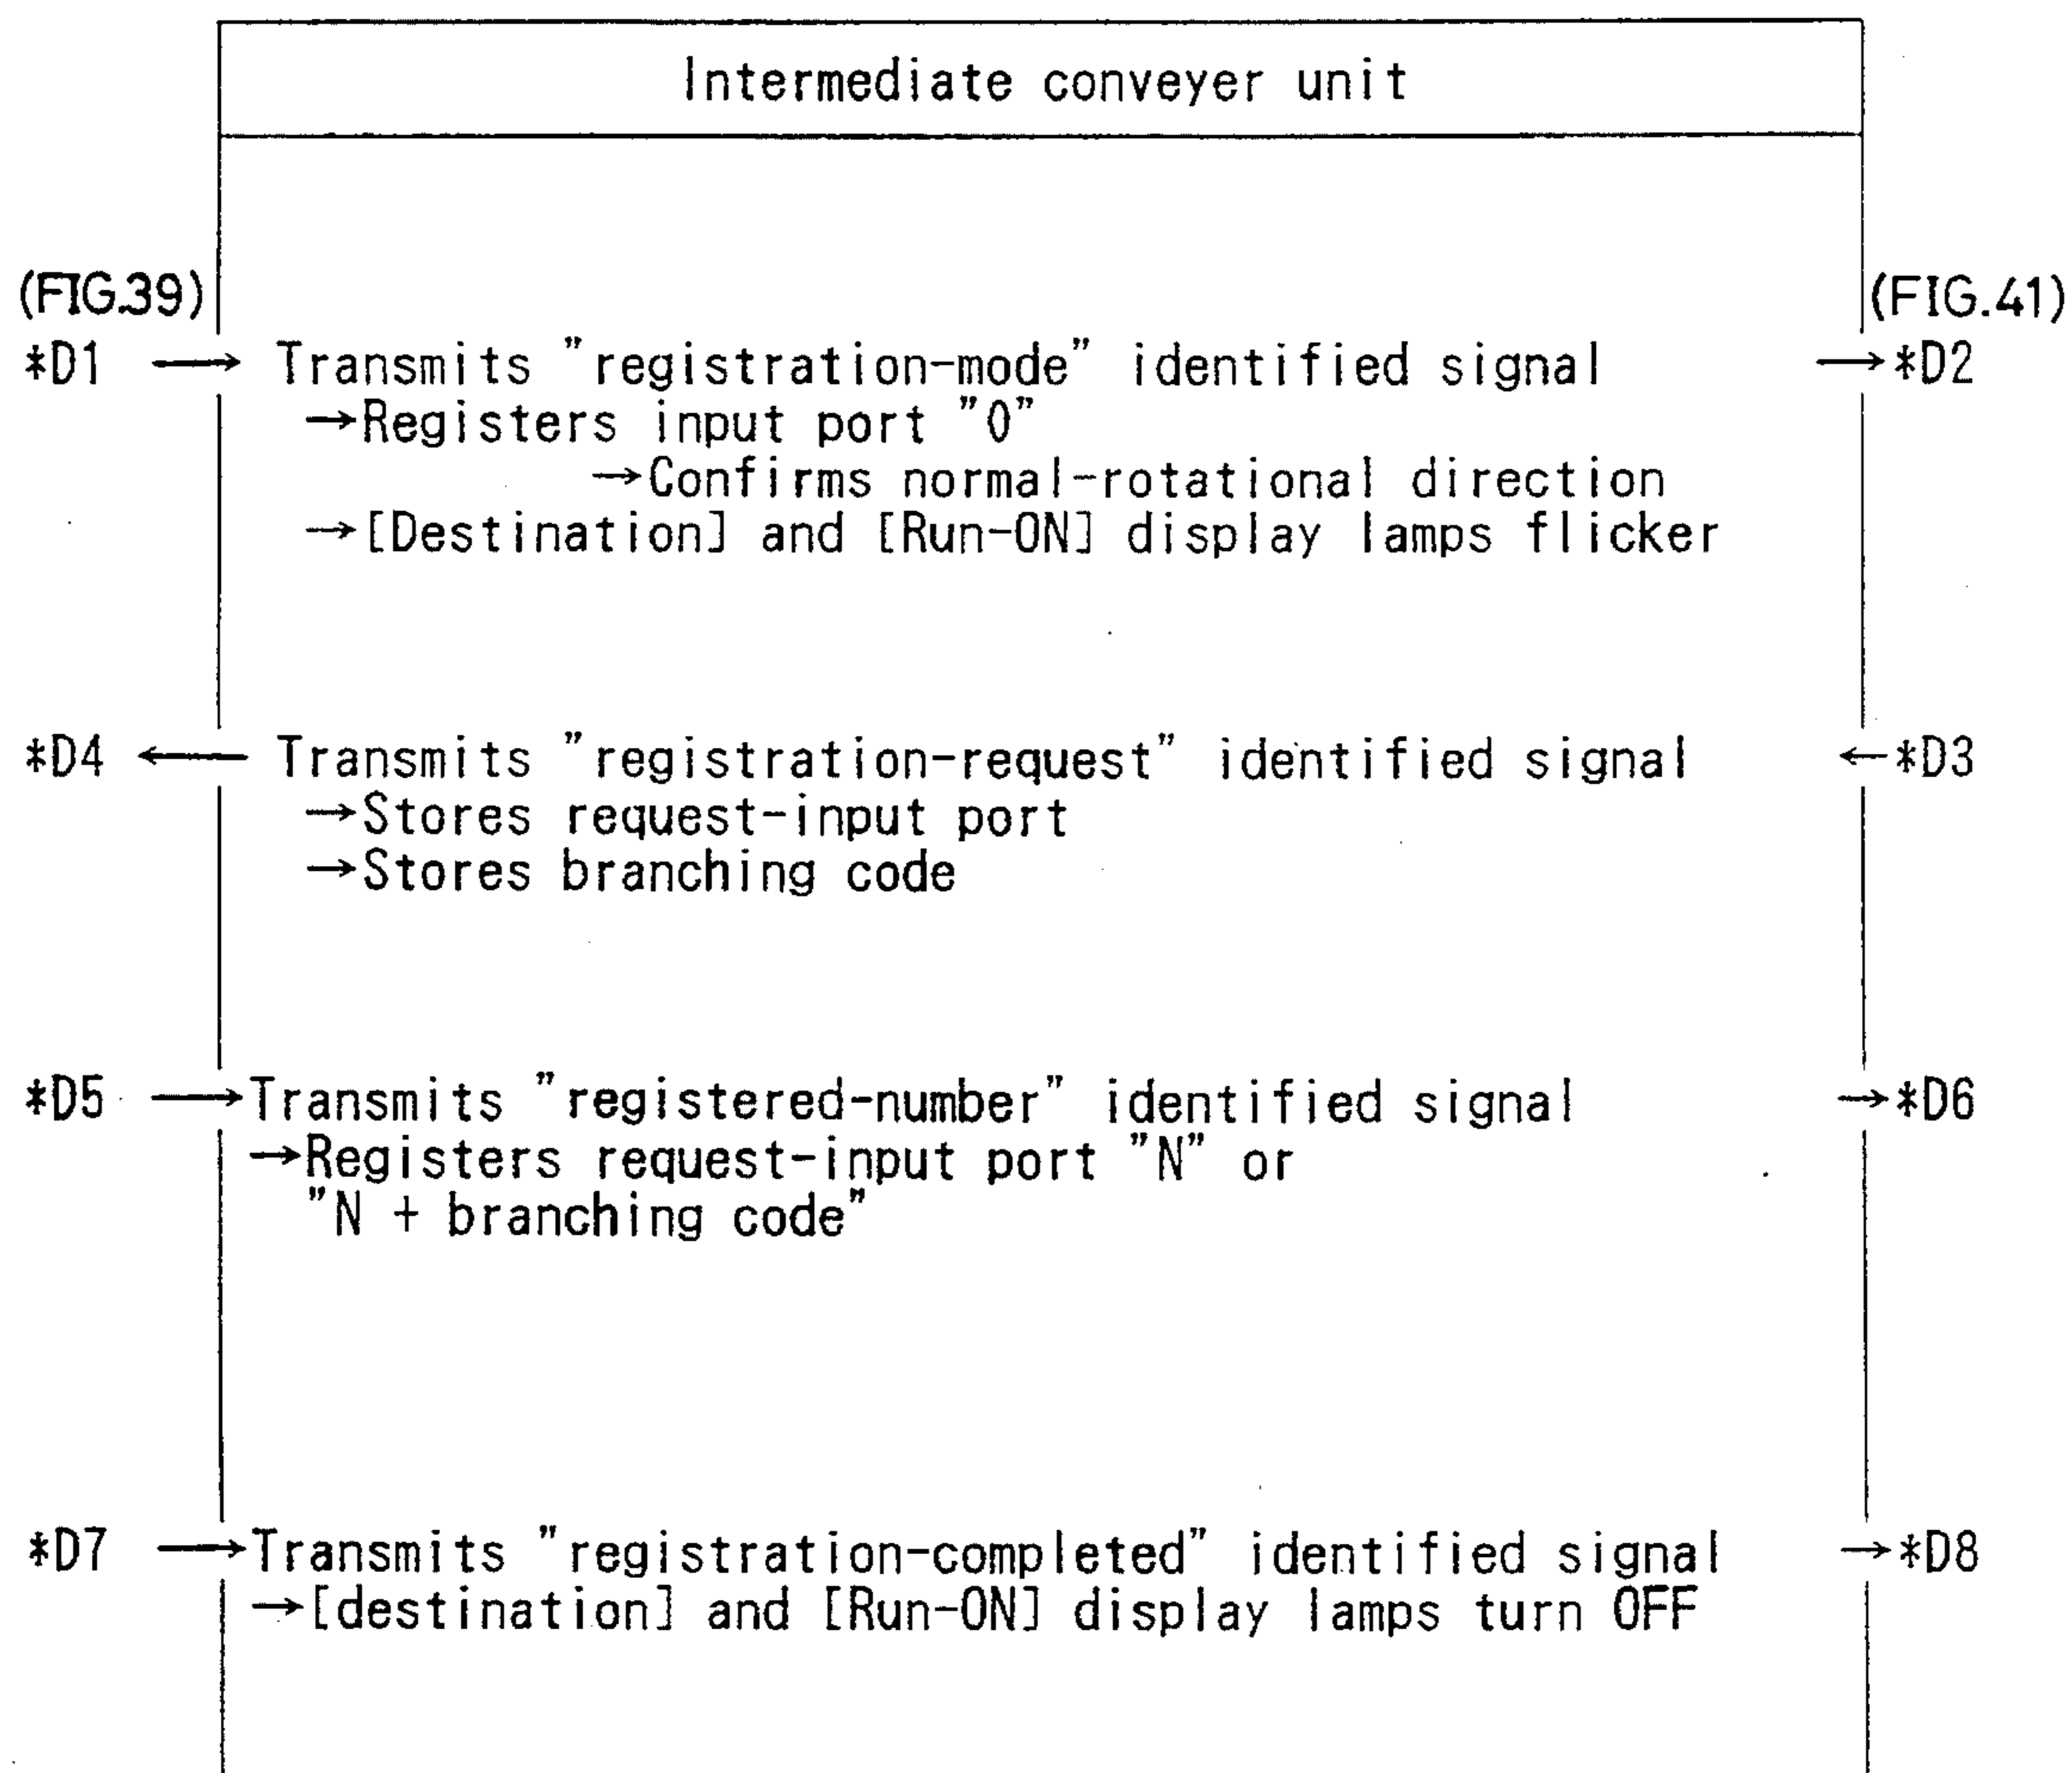 Intermediate conveyer unit
(FIG.39) (FIG.41)
*D1 → Transmits "registration-mode" identified signal →*D2
→Registers input port "0"
→Confirms normal-rotational direction
→[Destination] and [Run-ON] display lamps flicker
*D4 ← Transmits "registration-request" identified signal ←*D3
→Stores request-input port
→Stores branching code
*D5 →Transmits "registered-number" identified signal →*D6
→Registers request-input port "N" or
"N + branching code"
*D7 →Transmits "registration-completed" identified signal →*D8
→[destination] and [Run-ON] display lamps turn OFF